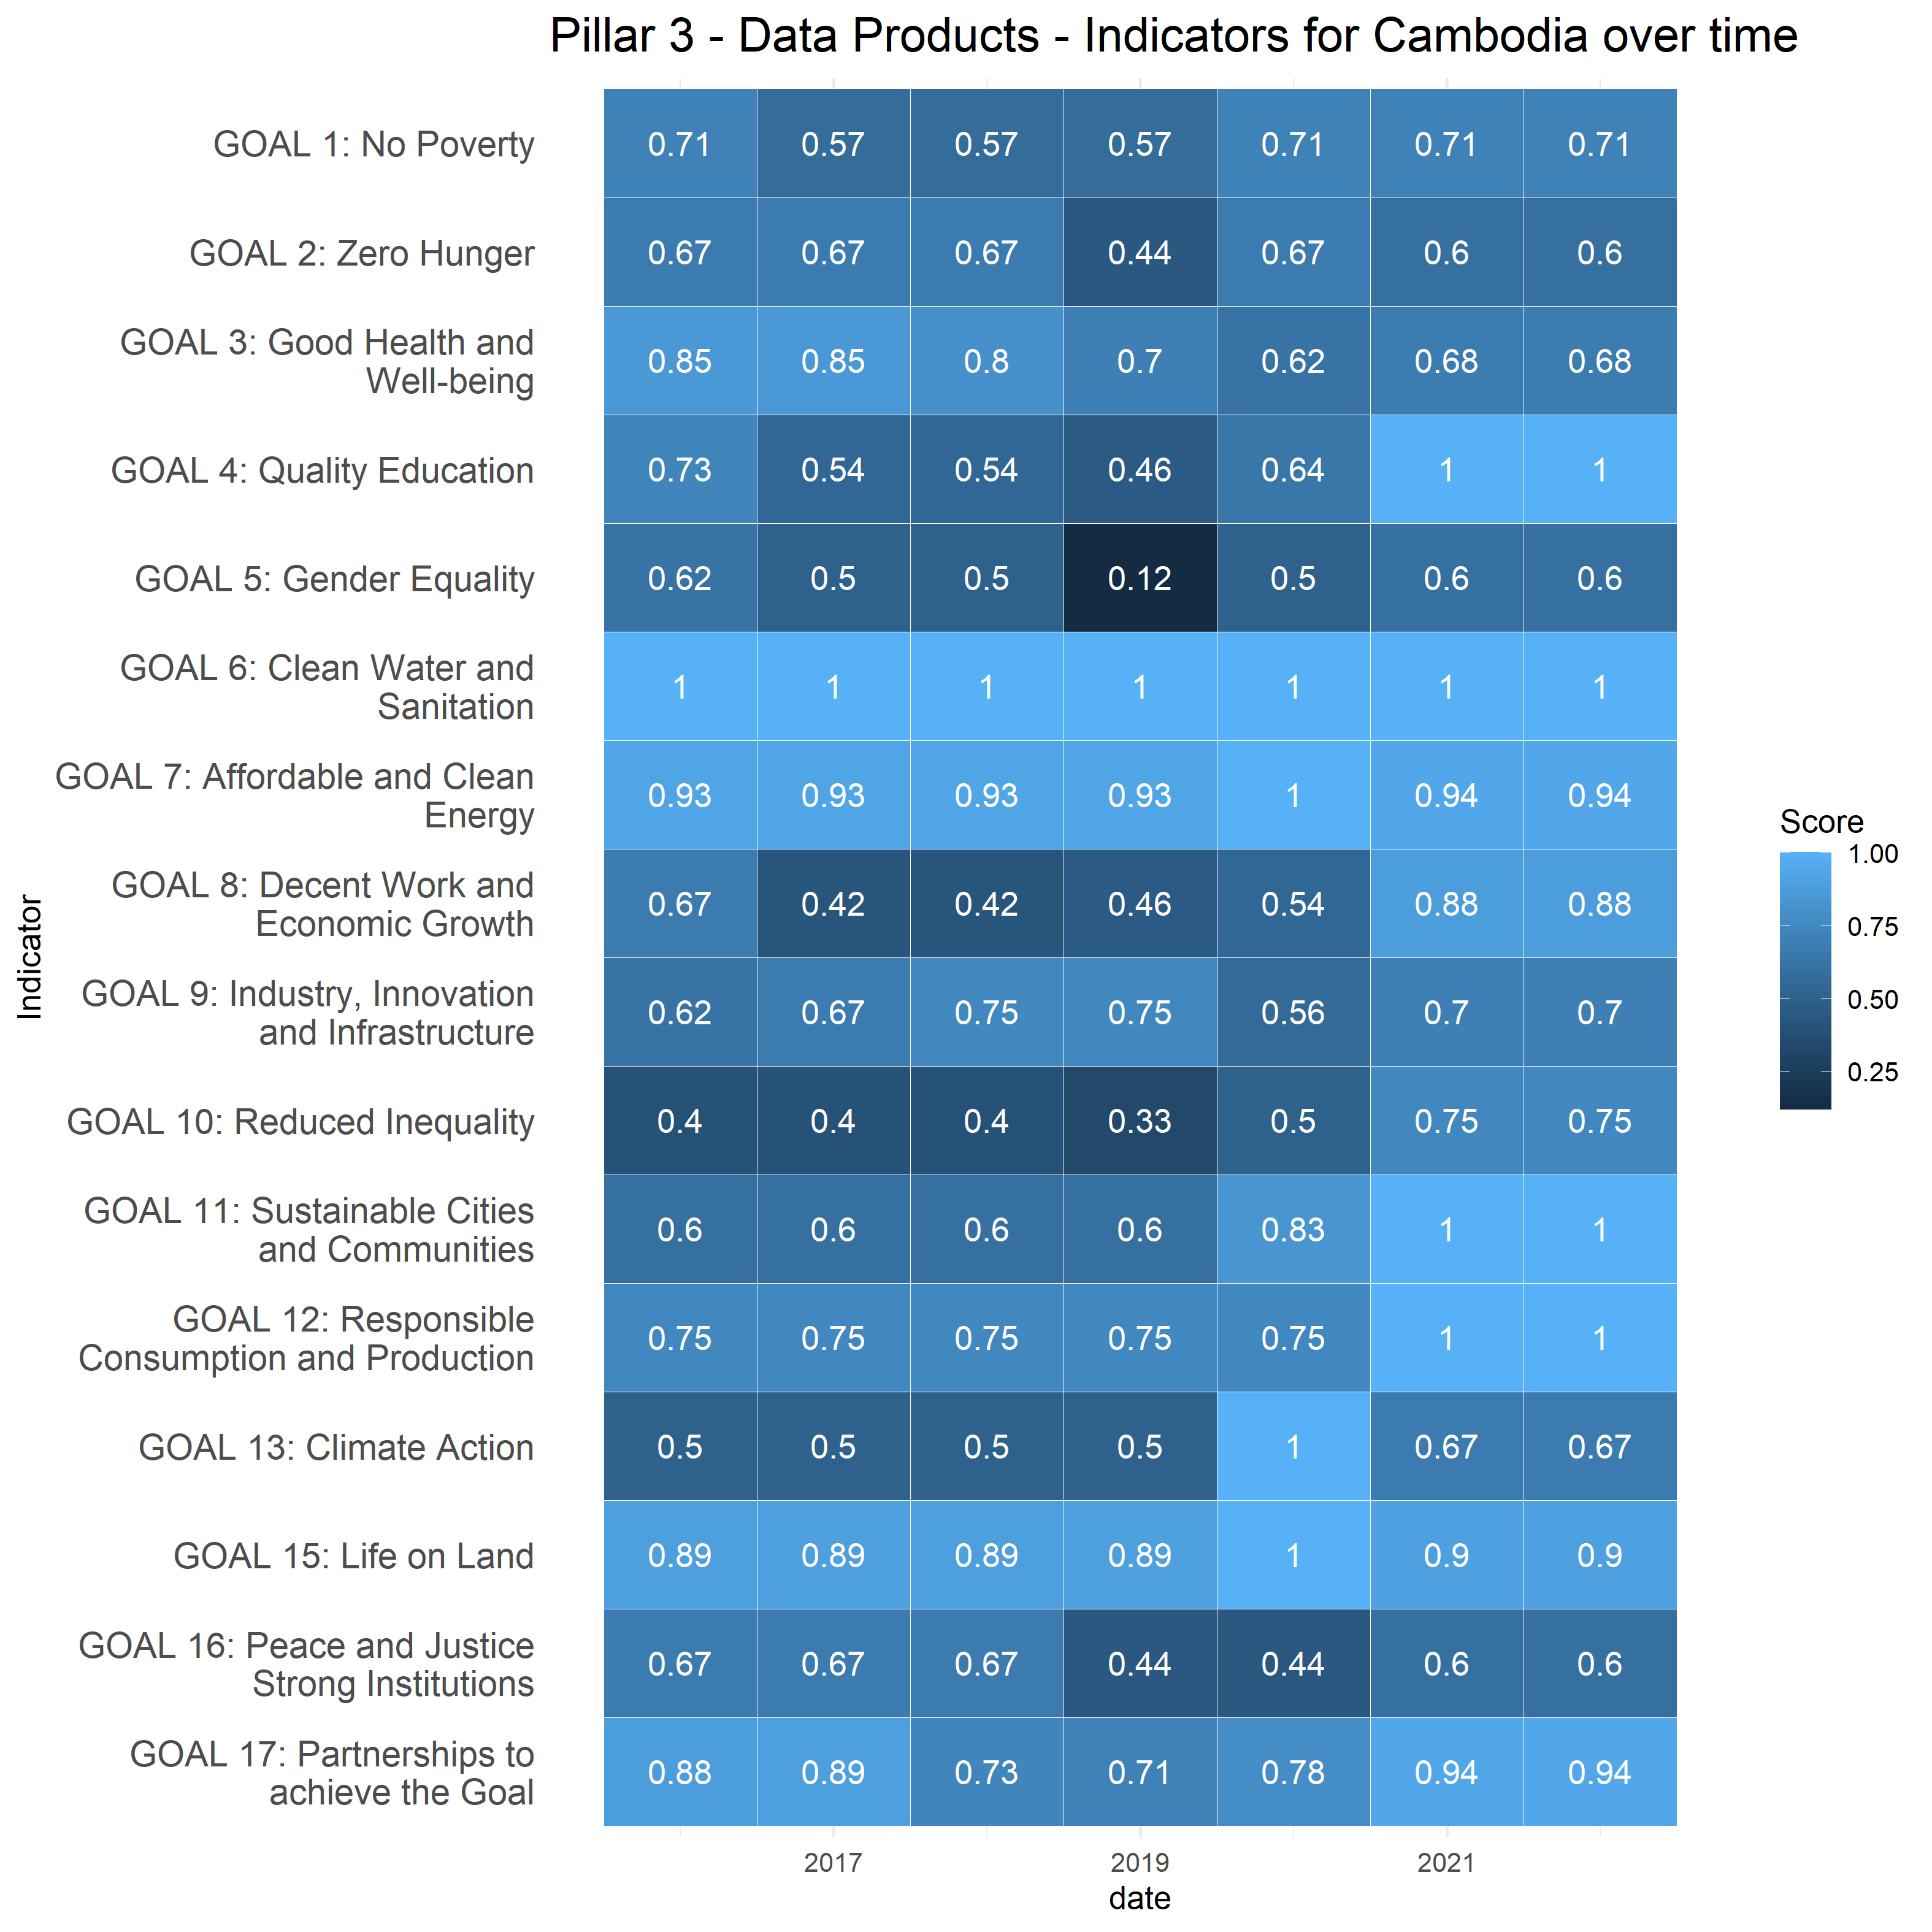 Pillar 3 - Data Products - Indicators for Cambodia over time
GOAL 1: No Poverty
0.71 0.57 0.57 0.57 0.71 0.71 0.71
GOAL 2: Zero Hunger
0.67 0.67 0.67 0.44 0.67 0.6 0.6
GOAL 3: Good Health and
Well-being
0.85 0.85 0.8 0.7 0.62 0.68 0.68
GOAL 4: Quality Education
0.73 0.54 0.54 0.46 0.64 1 1
GOAL 5: Gender Equality
0.62 0.5 0.5 0.12 0.5 0.6 0.6
GOAL 6: Clean Water and
Sanitation
1 1 1 1 1 1 1
GOAL 7: Affordable and Clean
Energy
0.93 0.93 0.93 0.93 1 0.94 0.94
GOAL 8: Decent Work and
Economic Growth
0.67 0.42 0.42 0.46 0.54 0.88 0.88
GOAL 9: Industry, Innovation
and Infrastructure
0.62 0.67 0.75 0.75 0.56 0.7 0.7
GOAL 10: Reduced Inequality
0.4 0.4 0.4 0.33 0.5 0.75 0.75
GOAL 11: Sustainable Cities
and Communities
0.6 0.6 0.6 0.6 0.83 1 1
GOAL 12: Responsible
Consumption and Production
0.75 0.75 0.75 0.75 0.75 1 1
GOAL 13: Climate Action
0.5 0.5 0.5 0.5 1 0.67 0.67
GOAL 15: Life on Land
0.89 0.89 0.89 0.89 1 0.9 0.9
GOAL 16: Peace and Justice
Strong Institutions
0.67 0.67 0.67 0.44 0.44 0.6 0.6
GOAL 17: Partnerships to
achieve the Goal
0.88 0.89 0.73 0.71 0.78 0.94 0.94
2017 2019 2021
date
Indicator
Score
1.00
0.75
0.50
0.25